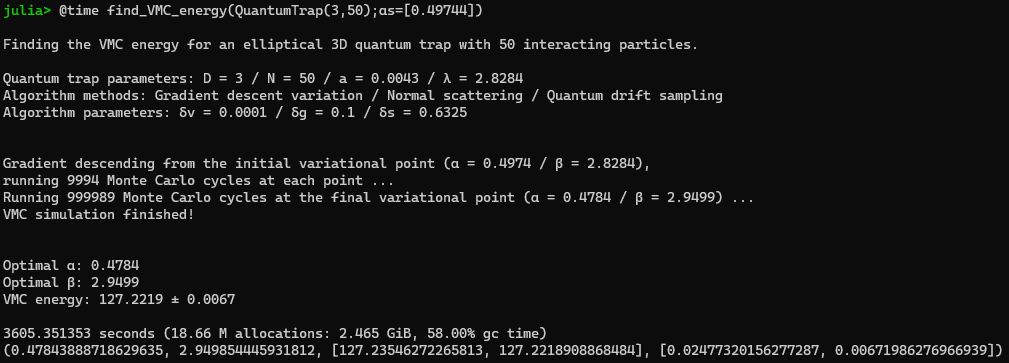 julia> @time find_VMC_energy(QuantumTrap(3,50);αs=[0.49744])
Finding the VMC energy for an elliptical 3D quantum trap with 50 interacting particles.
Quantum trap parameters: D = 3 / N = 50 / a = 0.0043 / λ = 2.8284
Algorithm methods: Gradient descent variation / Normal scattering / Quantum drift sampling
Algorithm parameters: δv = 0.0001 / δg = 0.1 / δs = 0.6325
Gradient descending from the initial variational point (α = 0.4974 / β = 2.8284),
running 9994 Monte Carlo cycles at each point ...
Running 999989 Monte Carlo cycles at the final variational point (α = 0.4784 / β = 2.9499) ...
VMC simulation finished!
Optimal α: 0.4784
Optimal β: 2.9499
VMC energy: 127.2219 ± 0.0067
3605.351353 seconds (18.66 M allocations: 2.465 GiB, 58.00% gc time)
(0.47843888718629635, 2.949854445931812, [127.23546272265813, 127.2218908868484], [0.02477320156277287, 0.00671986276966939])